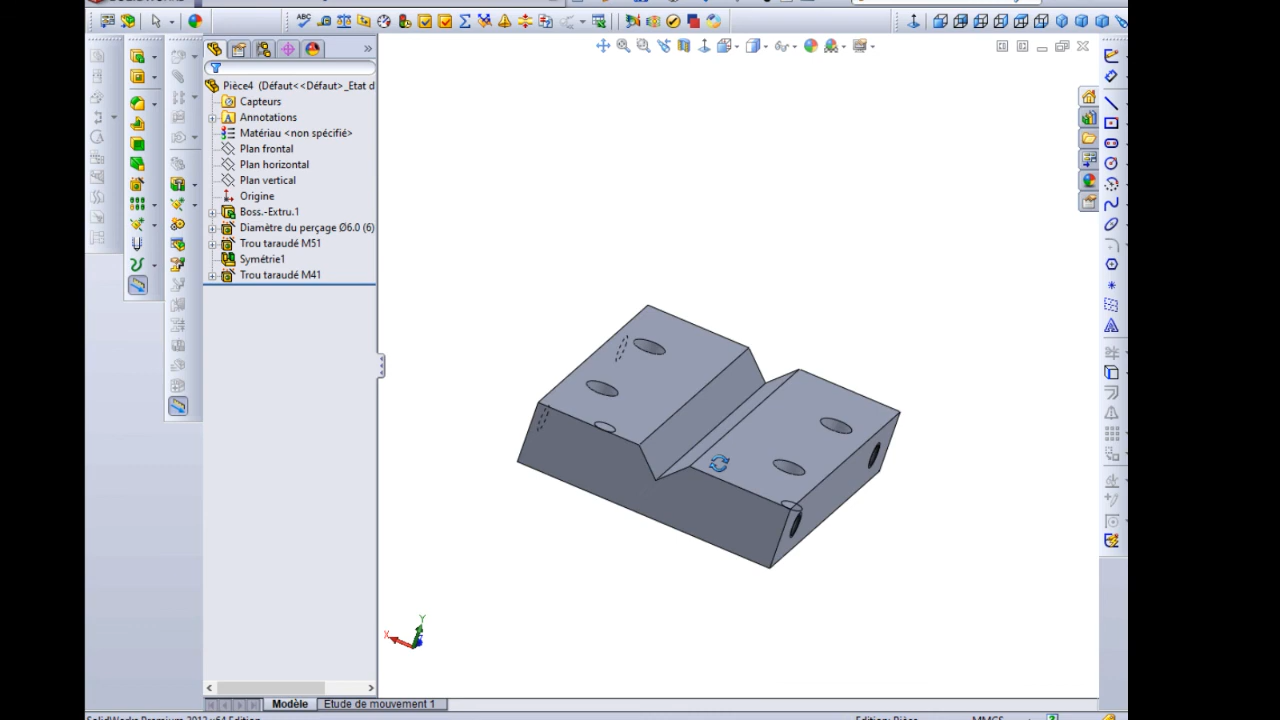 Pièce4 (Défaut<<Défaut>_Etat d
Capteurs
Annotations
Matériau <non spécifié>
Plan frontal
Plan horizontal
Plan vertical
Origine
Boss.-Extru.1
Diamètre du perçage Ø6.0 (6)
Trou taraudé M51
Symétrie1
Trou taraudé M41
X
Y
Modèle
Etude de mouvement 1